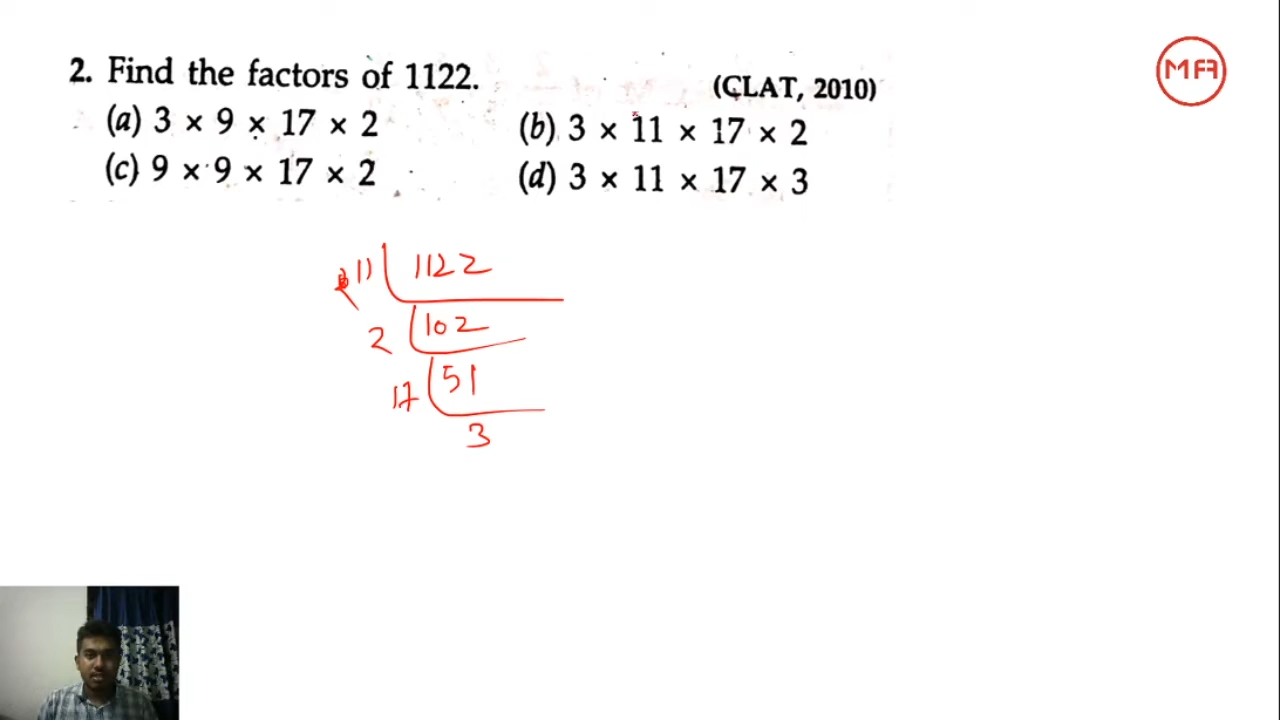 MFA
2. Find the factors of 1122.
(CLAT, 2010)
(a) 3 × 9 × 17 × 2
(b) 3 × 11 × 17 × 2
(c) 9 × 9 × 17 × 2
(d) 3 × 11 × 17 × 3
11 1122
2 102
17 51
3